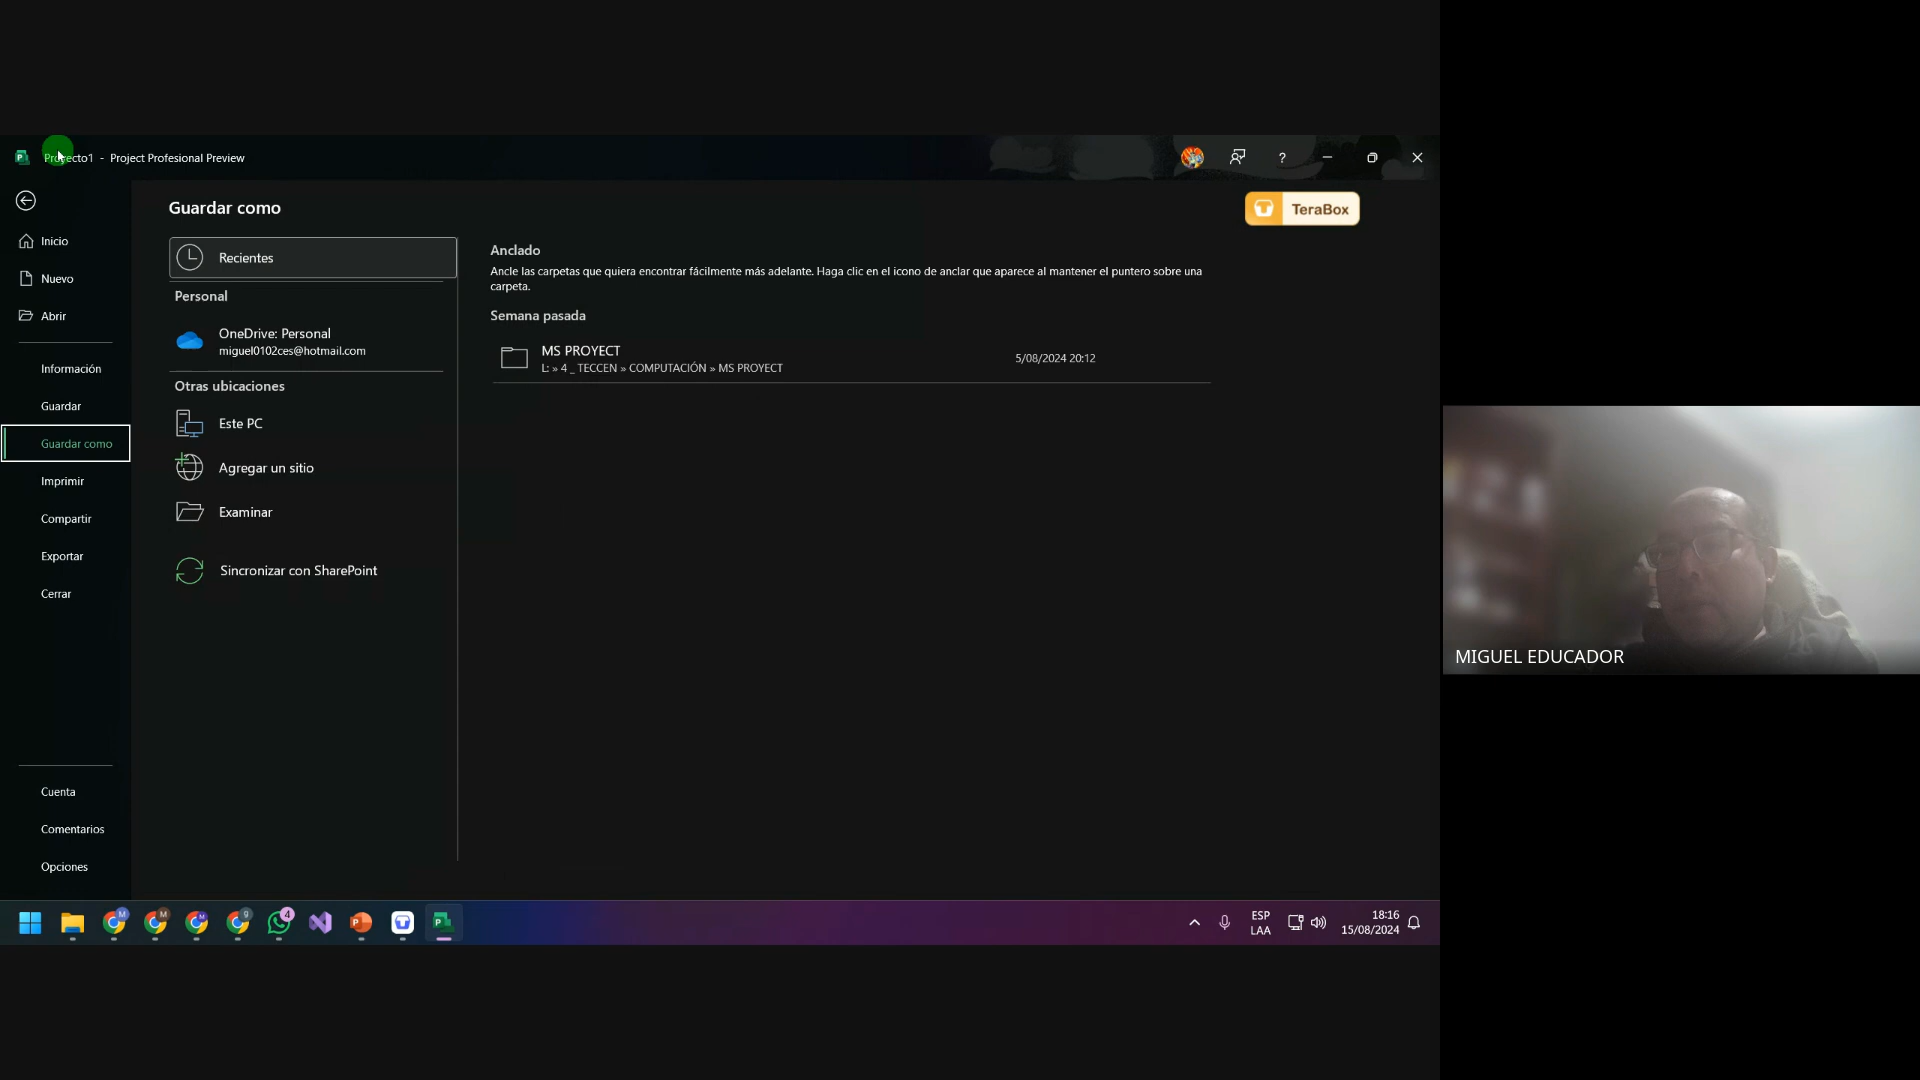 Proyecto1 - Project Profesional Preview
?
Guardar como
TeraBox
Inicio
Nuevo
Abrir
Información
Guardar
Guardar como
Imprimir
Compartir
Exportar
Cerrar
Cuenta
Comentarios
Opciones
Recientes
Personal
OneDrive: Personal
miguel0102ces@hotmail.com
Otras ubicaciones
Este PC
Agregar un sitio
Examinar
Sincronizar con SharePoint
Anclado
Ancle las carpetas que quiera encontrar fácilmente más adelante. Haga clic en el icono de anclar que aparece al mantener el puntero sobre una
carpeta.
Semana pasada
MS PROYECT
5/08/2024 20:12
L: » 4 _ TECCEN » COMPUTACIÓN » MS PROYECT
MIGUEL EDUCADOR
M
M
M
9
4
P
P
ESP
LAA
18:16
15/08/2024